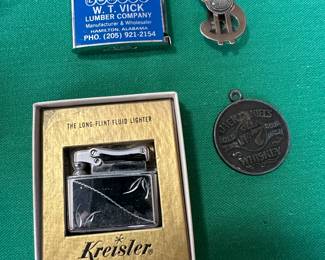 W. T. VICK
LUMBER COMPANY
Manufacturer & Wholesaler
HAMILTON, ALABAMA
PHO. (205) 921-2154
THE LONG-FLINT FLUID LIGHTER
Kreisler
WHISKEY